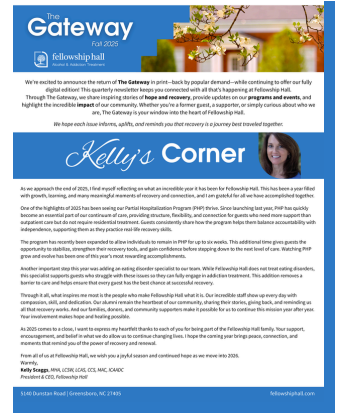 The
Gateway
Fall 2025
fellowship hall
Alcohol & Addiction Treatment
We're excited to announce the return of The Gateway in print—back by popular demand—while continuing to offer our fully
digital edition! This quarterly newsletter keeps you connected with all that's happening at Fellowship Hall.
Through The Gateway, we share inspiring stories of hope and recovery, provide updates on our programs and events, and
highlight the incredible impact of our community. Whether you're a former guest, a supporter, or simply curious about who we
are, The Gateway is your window into the heart of Fellowship Hall.
We hope each issue informs, uplifts, and reminds you that recovery is a journey best traveled together.
Kelly's Corner
As we approach the end of 2025, I find myself reflecting on what an incredible year it has been for Fellowship Hall. This has been a year filled
with growth, learning, and many meaningful moments of recovery and connection, and I am grateful for all we have accomplished together.
One of the highlights of 2025 has been seeing our Partial Hospitalization Program (PHP) thrive. Since launching last year, PHP has quickly
become an essential part of our continuum of care, providing structure, flexibility, and connection for guests who need more support than
outpatient care but do not require residential treatment. Guests consistently share how the program helps them balance accountability with
independence, supporting them as they practice real-life recovery skills.
The program has recently been expanded to allow individuals to remain in PHP for up to six weeks. This additional time gives guests the
opportunity to stabilize, strengthen their recovery tools, and gain confidence before stepping down to the next level of care. Watching PHP
grow and evolve has been one of this year's most rewarding accomplishments.
Another important step this year was adding an eating disorder specialist to our team. While Fellowship Hall does not treat eating disorders,
this specialist supports guests who struggle with these issues so they can fully engage in addiction treatment. This addition removes a
barrier to care and helps ensure that every guest has the best chance at successful recovery.
Through it all, what inspires me most is the people who make Fellowship Hall what it is. Our incredible staff show up every day with
compassion, skill, and dedication. Our alumni remain the heartbeat of our community, sharing their stories, giving back, and reminding us
all that recovery works. And our families, donors, and community supporters make it possible for us to continue this mission year after year.
Your involvement makes hope and healing possible.
As 2025 comes to a close, I want to express my heartfelt thanks to each of you for being part of the Fellowship Hall family. Your support,
encouragement, and belief in what we do allow us to continue changing lives. I hope the coming year brings peace, connection, and
moments that remind you of the power of recovery and renewal.
From all of us at Fellowship Hall, we wish you a joyful season and continued hope as we move into 2026.
Warmly,
Kelly Scaggs, MHA, LCSW, LCAS, CCS, MAC, ICAADC
President & CEO, Fellowship Hall
5140 Dunstan Road | Greensboro, NC 27405
fellowshiphall.com